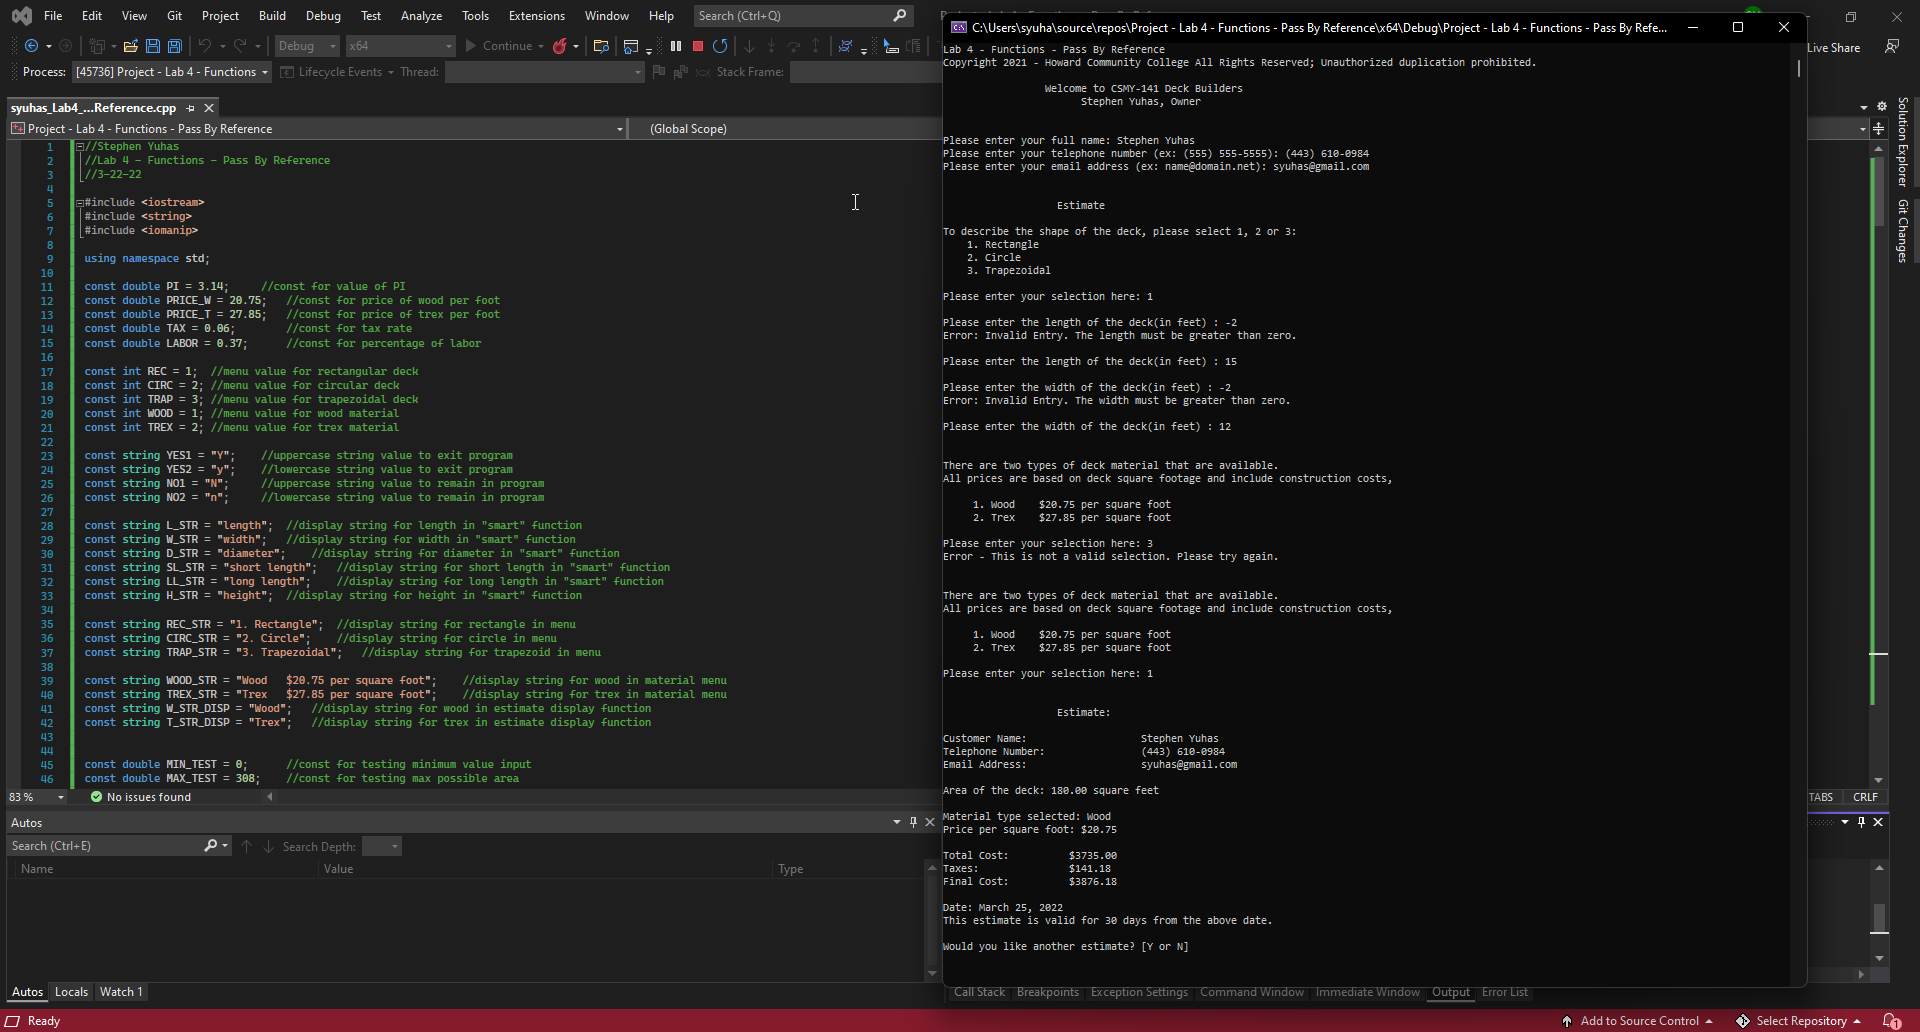 File Edit View Git Project Build Debug Test Analyze Tools Extensions Window Help Search (Ctrl+Q)
Debug x64 Continue
Live Share
Process: [45736] Project - Lab 4 - Functions Lifecycle Events Thread: Stack Frame:
syuhas_Lab4_...Reference.cpp
Project - Lab 4 - Functions - Pass By Reference (Global Scope)
1 //Stephen Yuhas
2 //Lab 4 - Functions - Pass By Reference
3 //3-22-22
4
5 #include <iostream>
6 #include <string>
7 #include <iomanip>
8
9 using namespace std;
10
11 const double PI = 3.14; //const for value of PI
12 const double PRICE_W = 20.75; //const for price of wood per foot
13 const double PRICE_T = 27.85; //const for price of trex per foot
14 const double TAX = 0.06; //const for tax rate
15 const double LABOR = 0.37; //const for percentage of labor
16
17 const int REC = 1; //menu value for rectangular deck
18 const int CIRC = 2; //menu value for circular deck
19 const int TRAP = 3; //menu value for trapezoidal deck
20 const int WOOD = 1; //menu value for wood material
21 const int TREX = 2; //menu value for trex material
22
23 const string YES1 = "Y"; //uppercase string value to exit program
24 const string YES2 = "y"; //lowercase string value to exit program
25 const string NO1 = "N"; //uppercase string value to remain in program
26 const string NO2 = "n"; //lowercase string value to remain in program
27
28 const string L_STR = "length"; //display string for length in "smart" function
29 const string W_STR = "width"; //display string for width in "smart" function
30 const string D_STR = "diameter"; //display string for diameter in "smart" function
31 const string SL_STR = "short length"; //display string for short length in "smart" function
32 const string LL_STR = "long length"; //display string for long length in "smart" function
33 const string H_STR = "height"; //display string for height in "smart" function
34
35 const string REC_STR = "1. Rectangle"; //display string for rectangle in menu
36 const string CIRC_STR = "2. Circle"; //display string for circle in menu
37 const string TRAP_STR = "3. Trapezoidal"; //display string for trapezoid in menu
38
39 const string WOOD_STR = "Wood $20.75 per square foot"; //display string for wood in material menu
40 const string TREX_STR = "Trex $27.85 per square foot"; //display string for trex in material menu
41 const string W_STR_DISP = "Wood"; //display string for wood in estimate display function
42 const string T_STR_DISP = "Trex"; //display string for trex in estimate display function
43
44
45 const double MIN_TEST = 0; //const for testing minimum value input
46 const double MAX_TEST = 308; //const for testing max possible area
83 % No issues found
TABS CRLF
Autos
Search (Ctrl+E) Search Depth:
Name Value Type
Autos Locals Watch 1
C:\Users\syuha\source\repos\Project - Lab 4 - Functions - Pass By Reference\x64\Debug\Project - Lab 4 - Functions - Pass By Refe...
Lab 4 - Functions - Pass By Reference
Copyright 2021 - Howard Community College All Rights Reserved; Unauthorized duplication prohibited.
Welcome to CSMY-141 Deck Builders
Stephen Yuhas, Owner
Please enter your full name: Stephen Yuhas
Please enter your telephone number (ex: (555) 555-5555): (443) 610-0984
Please enter your email address (ex: name@domain.net): syuhas@gmail.com
Estimate
To describe the shape of the deck, please select 1, 2 or 3:
1. Rectangle
2. Circle
3. Trapezoidal
Please enter your selection here: 1
Please enter the length of the deck(in feet) : -2
Error: Invalid Entry. The length must be greater than zero.
Please enter the length of the deck(in feet) : 15
Please enter the width of the deck(in feet) : -2
Error: Invalid Entry. The width must be greater than zero.
Please enter the width of the deck(in feet) : 12
There are two types of deck material that are available.
All prices are based on deck square footage and include construction costs,
1. Wood $20.75 per square foot
2. Trex $27.85 per square foot
Please enter your selection here: 3
Error - This is not a valid selection. Please try again.
There are two types of deck material that are available.
All prices are based on deck square footage and include construction costs,
1. Wood $20.75 per square foot
2. Trex $27.85 per square foot
Please enter your selection here: 1
Estimate:
Customer Name: Stephen Yuhas
Telephone Number: (443) 610-0984
Email Address: syuhas@gmail.com
Area of the deck: 180.00 square feet
Material type selected: Wood
Price per square foot: $20.75
Total Cost: $3735.00
Taxes: $141.18
Final Cost: $3876.18
Date: March 25, 2022
This estimate is valid for 30 days from the above date.
Would you like another estimate? [Y or N]
Solution Explorer
Git Changes
Call Stack Breakpoints Exception Settings Command Window Immediate Window Output Error List
Ready Add to Source Control Select Repository 1